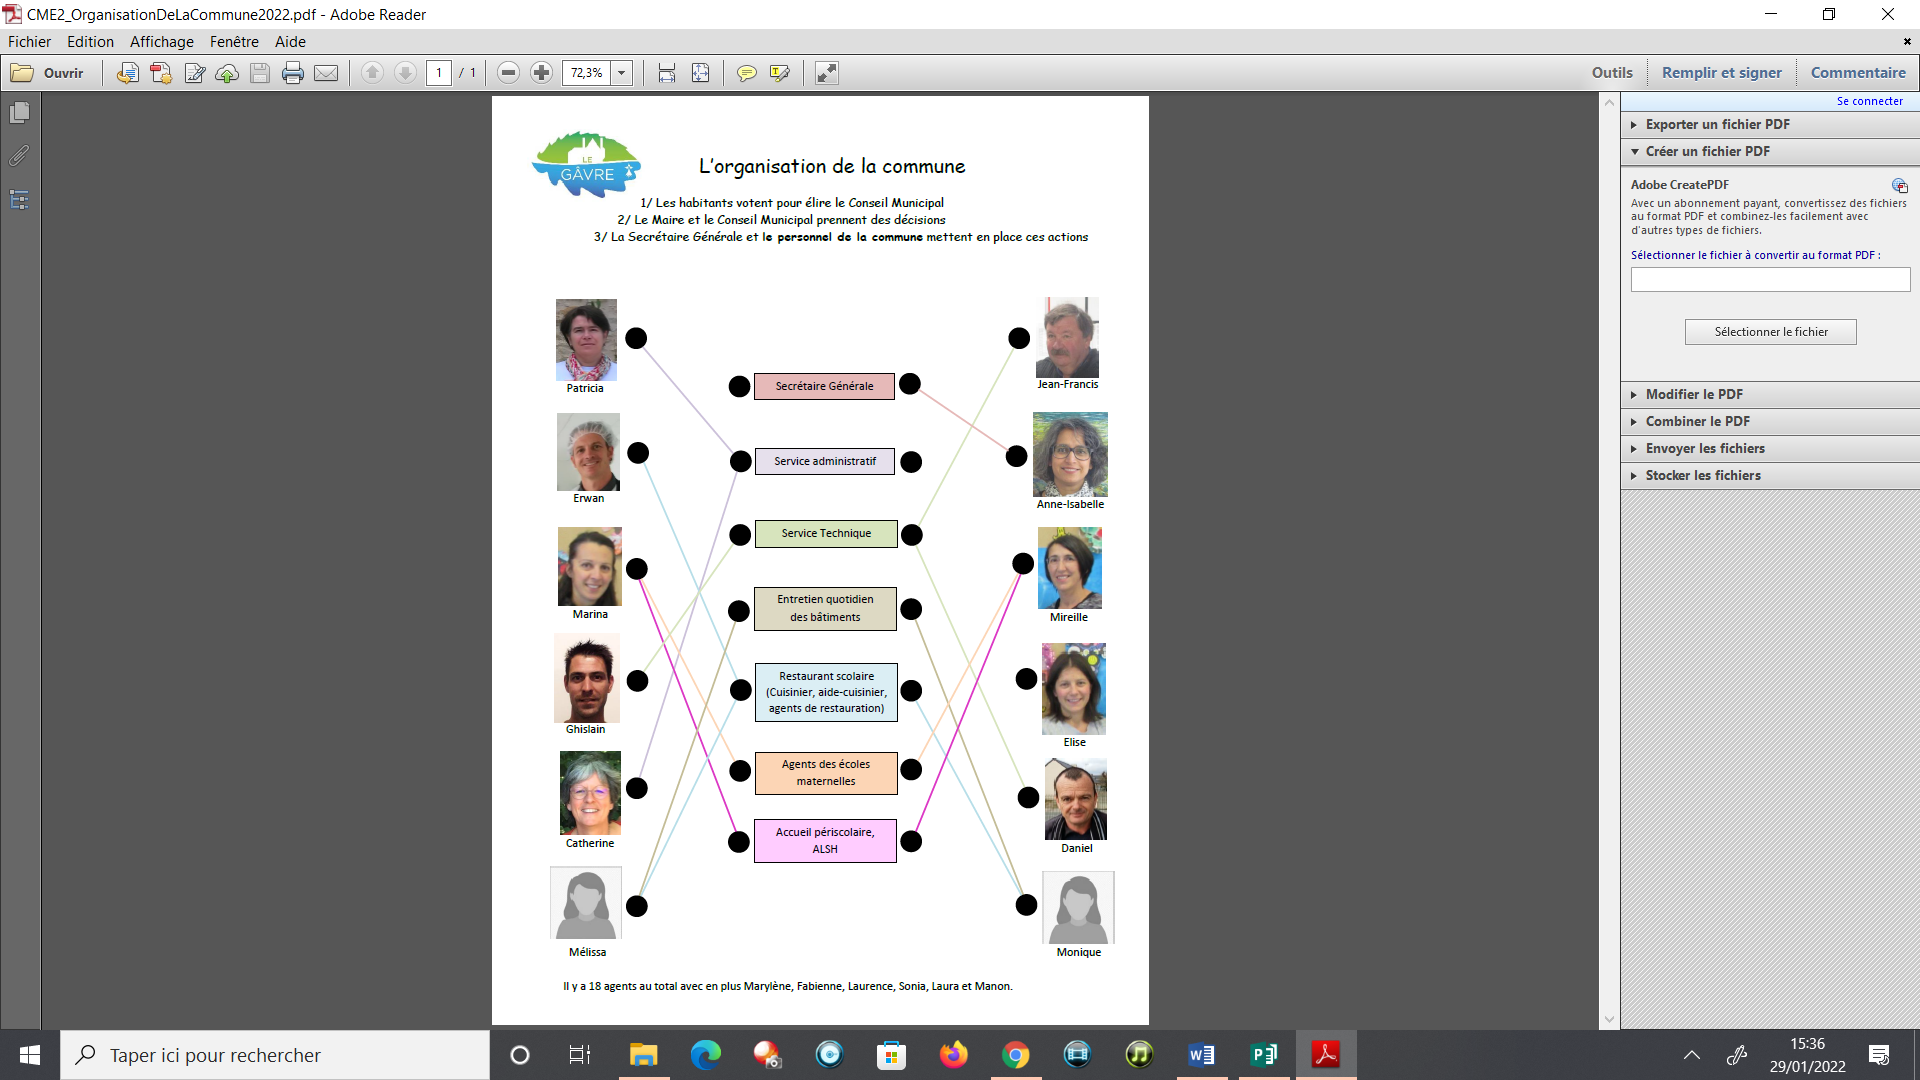 CME2_OrganisationDeLaCommune2022.pdf - Adobe Reader
Fichier Edition Affichage Fenêtre Aide
Ouvrir 1 / 1 72,3% Outils Remplir et signer Commentaire
Se connecter
Exporter un fichier PDF
Créer un fichier PDF
Adobe CreatePDF
Avec un abonnement payant, convertissez des fichiers
au format PDF et combinez-les facilement avec
d'autres types de fichiers.
Sélectionner le fichier à convertir au format PDF :
Sélectionner le fichier
Modifier le PDF
Combiner le PDF
Envoyer les fichiers
Stocker les fichiers
LE
GÂVRE
L'organisation de la commune
1/ Les habitants votent pour élire le Conseil Municipal
2/ Le Maire et le Conseil Municipal prennent des décisions
3/ La Secrétaire Générale et le personnel de la commune mettent en place ces actions
Patricia
Erwan
Marina
Ghislain
Catherine
Mélissa
Secrétaire Générale
Service administratif
Service Technique
Entretien quotidien
des bâtiments
Restaurant scolaire
(Cuisinier, aide-cuisinier,
agents de restauration)
Agents des écoles
maternelles
Accueil périscolaire,
ALSH
Jean-Francis
Anne-Isabelle
Mireille
Elise
Daniel
Monique
Il y a 18 agents au total avec en plus Marylène, Fabienne, Laurence, Sonia, Laura et Manon.
Taper ici pour rechercher
15:36
29/01/2022